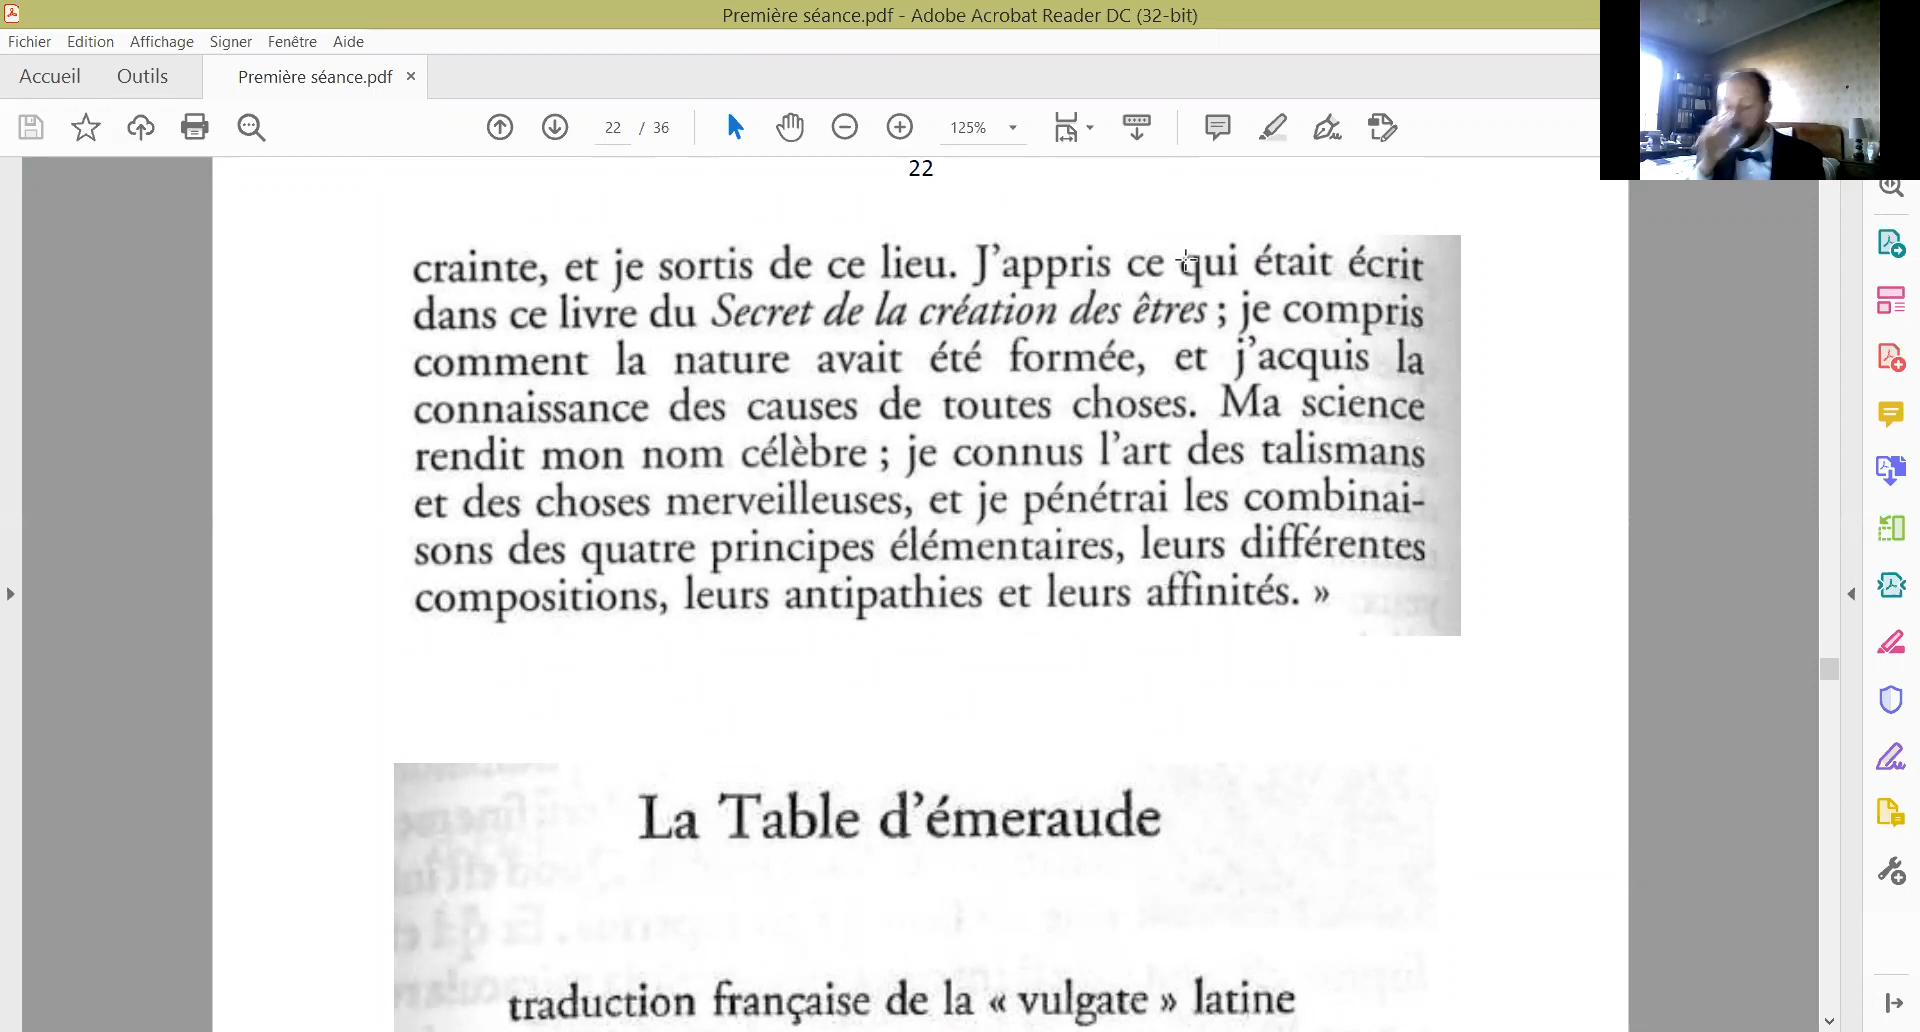 Première séance.pdf - Adobe Acrobat Reader DC (32-bit)
Fichier Edition Affichage Signer Fenêtre Aide
Accueil Outils Première séance.pdf ×
22 / 36 125%
22
crainte, et je sortis de ce lieu. J'appris ce qui était écrit
dans ce livre du Secret de la création des êtres ; je compris
comment la nature avait été formée, et j'acquis la
connaissance des causes de toutes choses. Ma science
rendit mon nom célèbre ; je connus l'art des talismans
et des choses merveilleuses, et je pénétrai les combinai-
sons des quatre principes élémentaires, leurs différentes
compositions, leurs antipathies et leurs affinités. »
La Table d'émeraude
traduction française de la « vulgate » latine